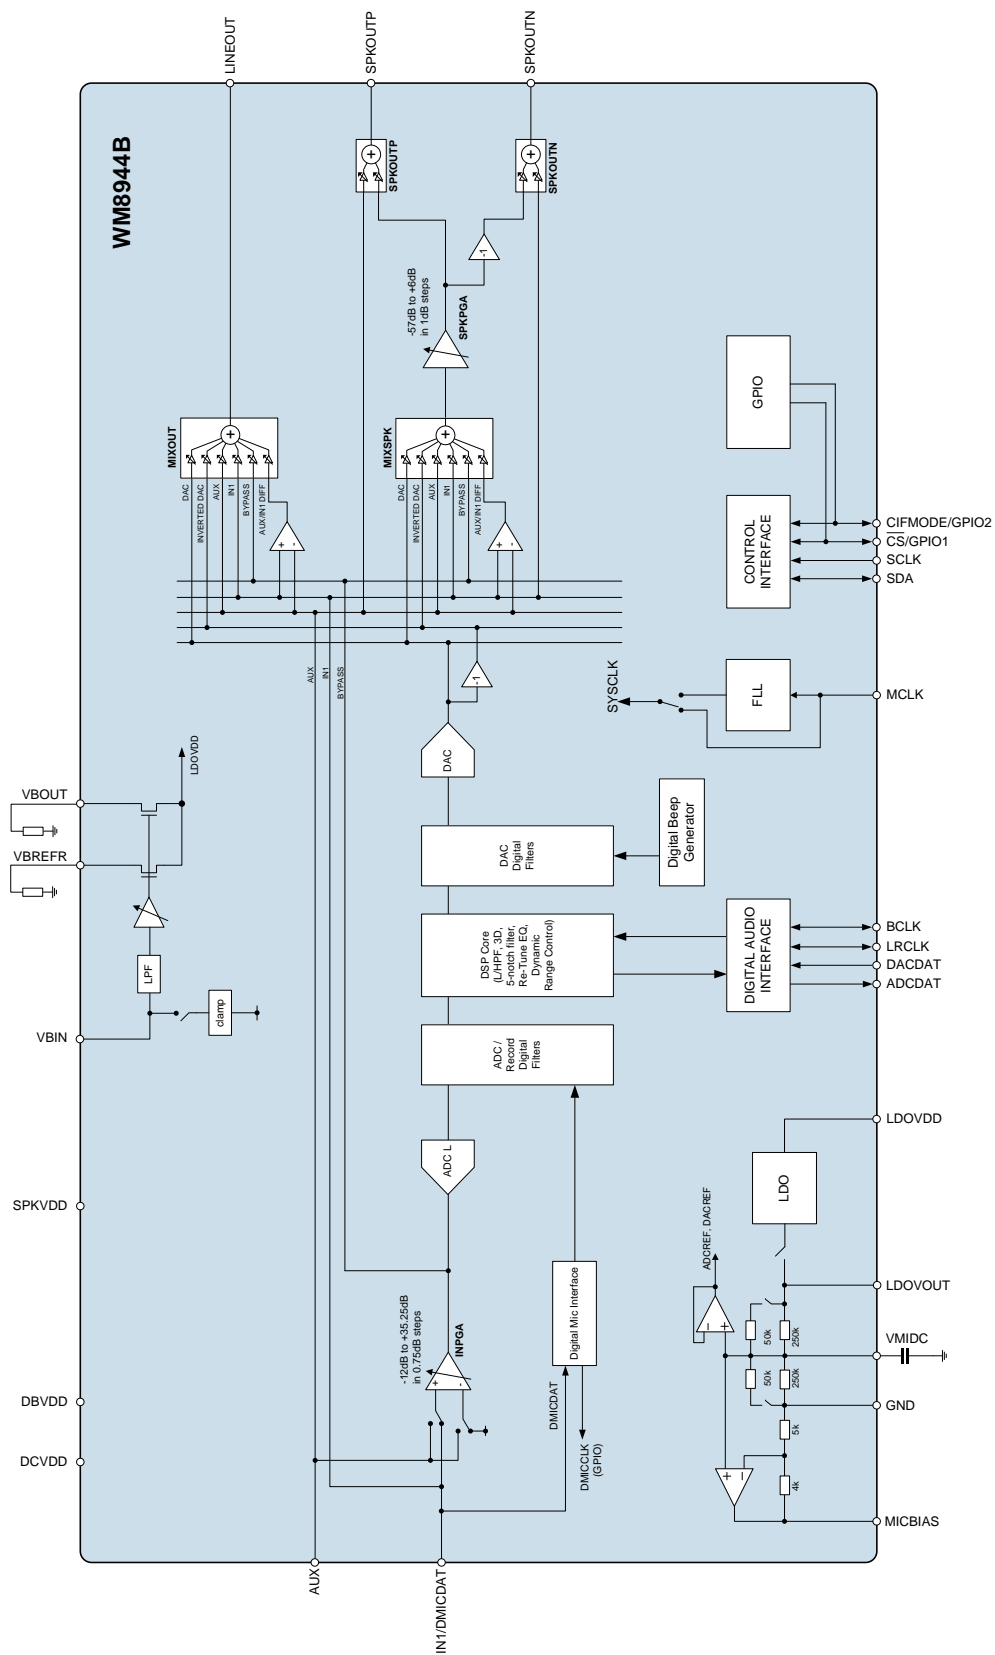 LINEOUT
SPKOUTP
SPKOUTN
WM8944B
SPKOUTP
SPKOUTN
-1
-57dB to +6dB
in 1dB steps
SPKPGA
MIXOUT
MIXSPK
DAC
INVERTED DAC
AUX
IN1
BYPASS
AUX/IN1 DIFF
DAC
INVERTED DAC
AUX
IN1
BYPASS
AUX/IN1 DIFF
+
-
+
-
GPIO
CONTROL
INTERFACE
CIFMODE/GPIO2
CS/GPIO1
SCLK
SDA
AUX
IN1
BYPASS
-1
SYSCLK
FLL
MCLK
VBOUT
VBREFR
VBIN
LDOVDD
LPF
clamp
DAC
DAC
Digital
Filters
Digital Beep
Generator
DSP Core
(L/HPF, 3D,
5-notch filter,
Re-Tune EQ,
Dynamic
Range Control)
DIGITAL AUDIO
INTERFACE
BCLK
LRCLK
DACDAT
ADCDAT
ADC /
Record
Digital
Filters
ADC L
SPKVDD
DBVDD
DCVDD
-12dB to +35.25dB
in 0.75dB steps
INPGA
+
-
Digital Mic Interface
DMICDAT
DMICCLK
(GPIO)
LDOVDD
LDO
ADCREF, DACREF
LDOVOUT
50k
250k
VMIDC
50k
250k
GND
5k
4k
MICBIAS
+
-
+
-
AUX
IN1/DMICDAT